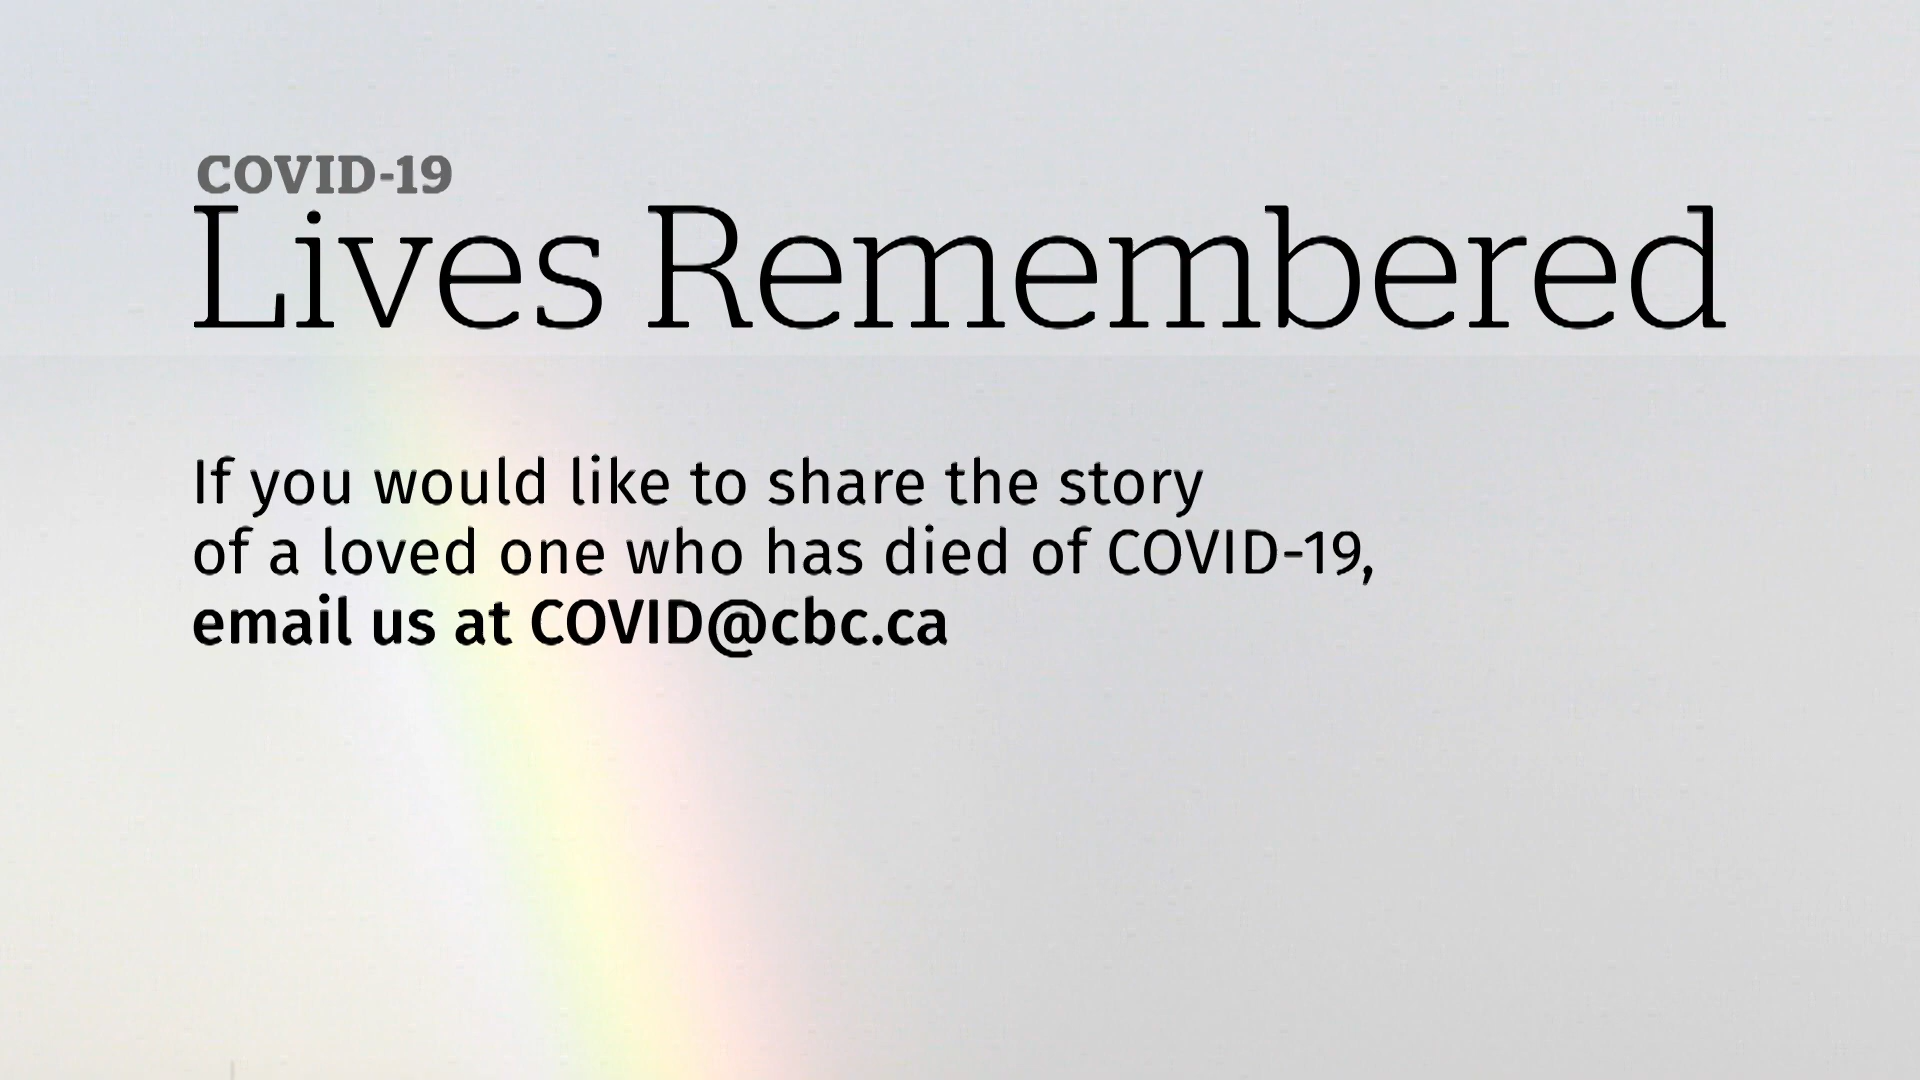 COVID-19
Lives Remembered
If you would like to share the story
of a loved one who has died of COVID-19,
email us at COVID@cbc.ca